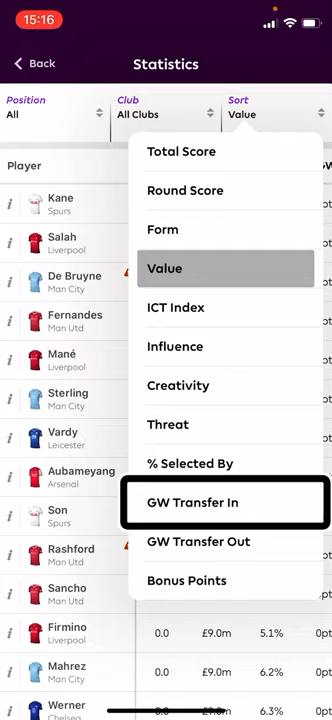 15:16
Back
Statistics
Position
All
Club
All Clubs
Sort
Value
Player
Total Score
Round Score
Form
Value
ICT Index
Influence
Creativity
Threat
% Selected By
GW Transfer In
GW Transfer Out
Bonus Points
Kane
Spurs
Salah
Liverpool
De Bruyne
Man City
Fernandes
Man Utd
Mané
Liverpool
Sterling
Man City
Vardy
Leicester
Aubameyang
Arsenal
Son
Spurs
Rashford
Man Utd
Sancho
Man Utd
Firmino
Liverpool
0.0 £9.0m 5.1% 0pt
Mahrez
Man City
0.0 £9.0m 6.2% 0pt
Werner
Chelsea
0.0 £9.0m 6.3% 0pt